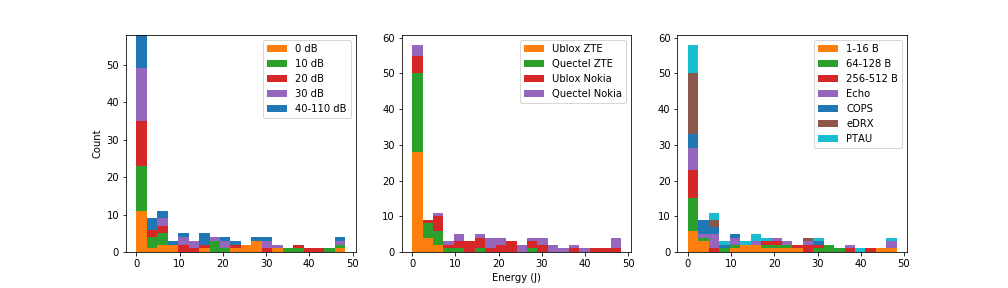 Count
50
40
30
20
10
0
0 dB
10 dB
20 dB
30 dB
40-110 dB
0 10 20 30 40 50
60
50
40
30
20
10
0
Ublox ZTE
Quectel ZTE
Ublox Nokia
Quectel Nokia
0 10 20 30 40 50
Energy (J)
60
50
40
30
20
10
0
1-16 B
64-128 B
256-512 B
Echo
COPS
eDRX
PTAU
0 10 20 30 40 50